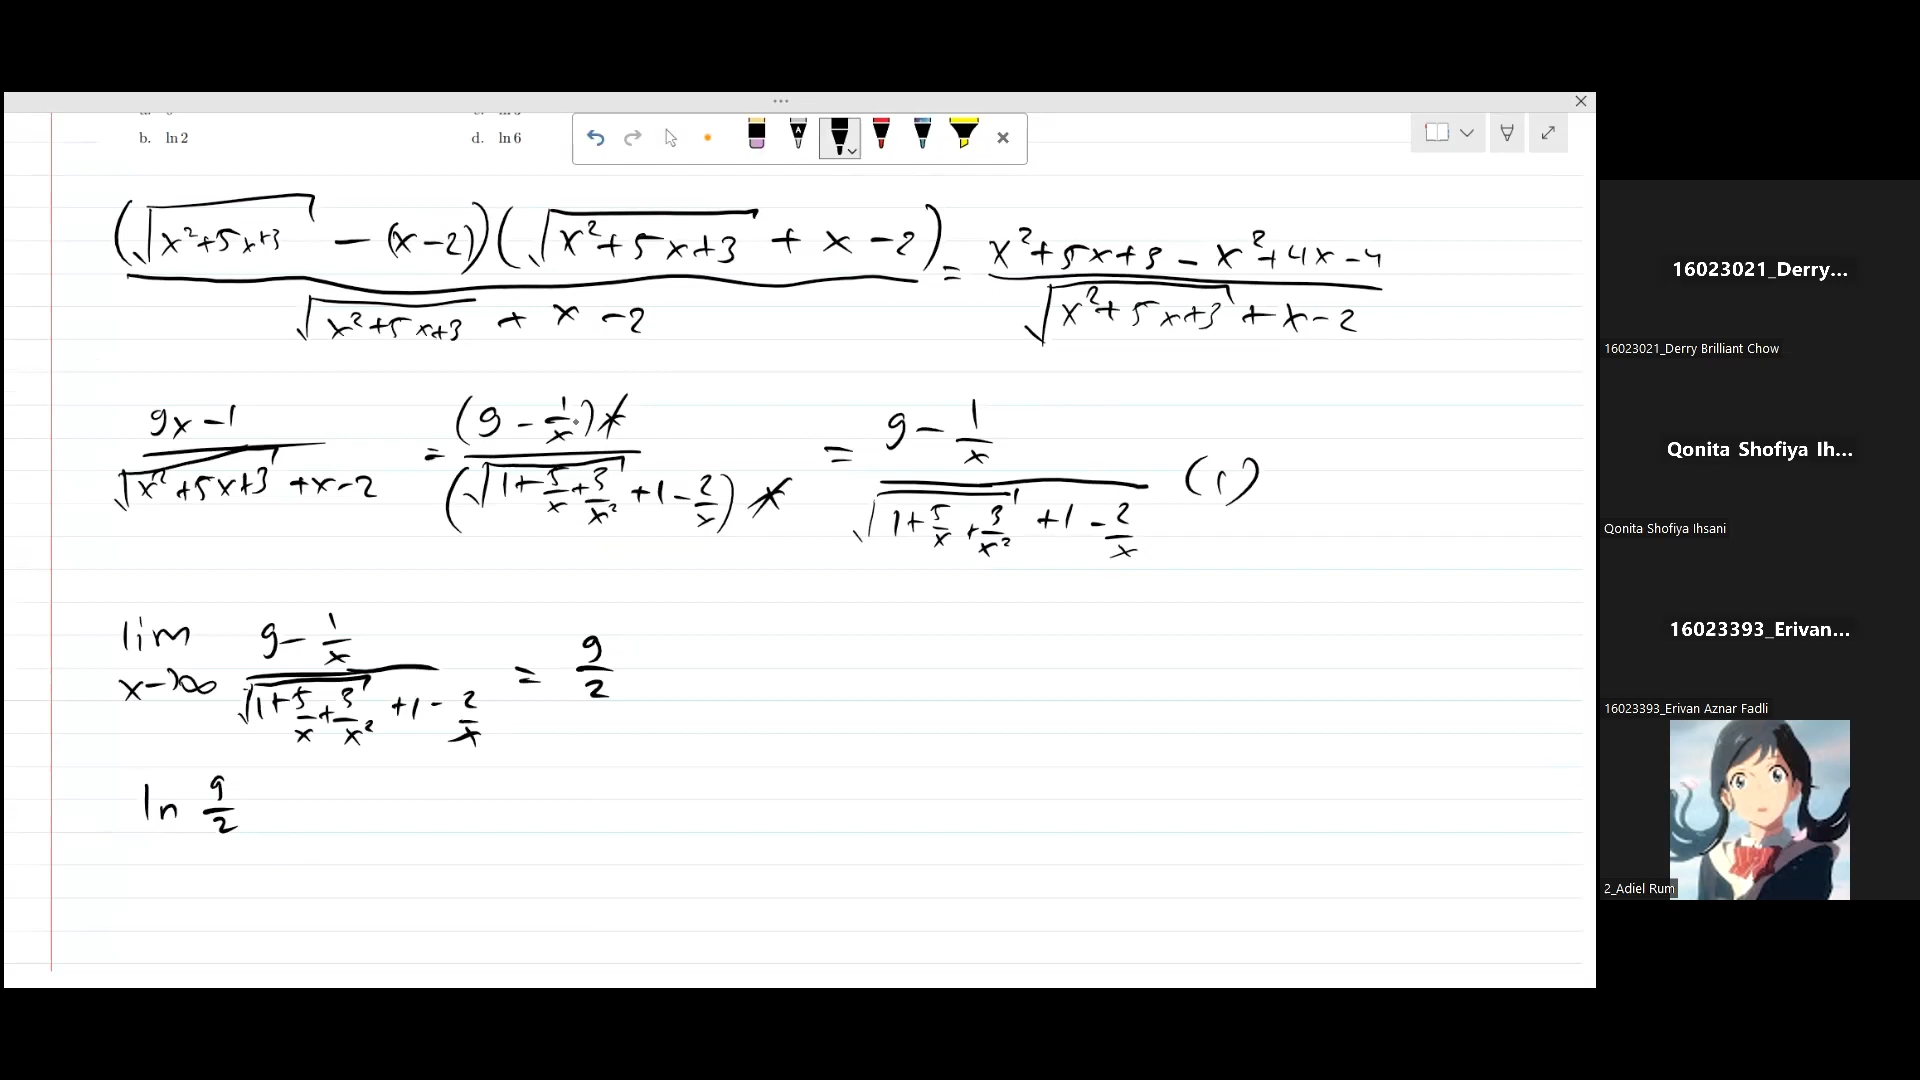 b. ln 2
d. ln 6
(√(x²+5x+3) − (x−2))(√(x²+5x+3) + x − 2) / (√(x²+5x+3) + x − 2) = (x²+5x+3 − x²+4x−4) / (√(x²+5x+3) + x − 2)
(9x−1) / (√(x²+5x+3) + x − 2) = ((9 − 1/x)x) / ((√(1+5/x+3/x²) + 1 − 2/x)x) = (9 − 1/x) / (√(1+5/x+3/x²) + 1 − 2/x) (1)
lim x→∞ (9 − 1/x) / (√(1+5/x+3/x²) + 1 − 2/x) = 9/2
ln 9/2
16023021_Derry...
16023021_Derry Brilliant Chow
Qonita Shofiya Ih...
Qonita Shofiya Ihsani
16023393_Erivan...
16023393_Erivan Aznar Fadli
2_Adiel Rum